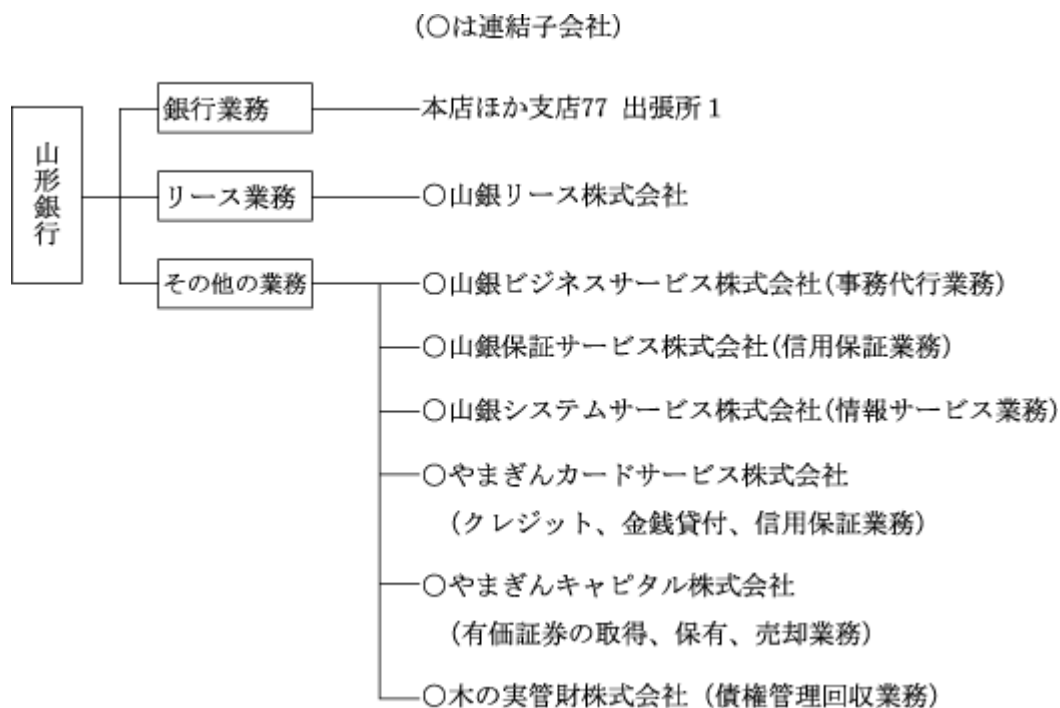 (○は連結子会社)
銀行業務
本店ほか支店77 出張所1
山形銀行
リース業務
○山銀リース株式会社
その他の業務
○山銀ビジネスサービス株式会社(事務代行業務)
○山銀保証サービス株式会社(信用保証業務)
○山銀システムサービス株式会社(情報サービス業務)
○やまぎんカードサービス株式会社
(クレジット、金銭貸付、信用保証業務)
○やまぎんキャピタル株式会社
(有価証券の取得、保有、売却業務)
○木の実管財株式会社 (債権管理回収業務)